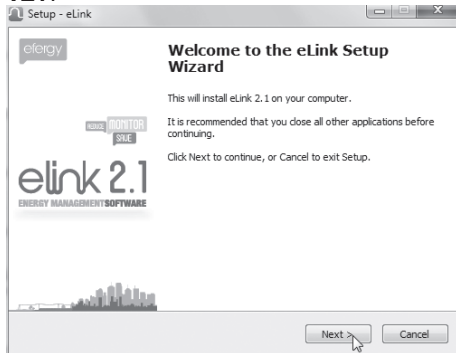 Setup - eLink
efergy
Welcome to the eLink Setup
Wizard
This will install eLink 2.1 on your computer.
It is recommended that you close all other applications before
continuing.
Click Next to continue, or Cancel to exit Setup.
REDUCE MONITOR
SAVE
elink 2.1
ENERGY MANAGEMENTSOFTWARE
Next >
Cancel